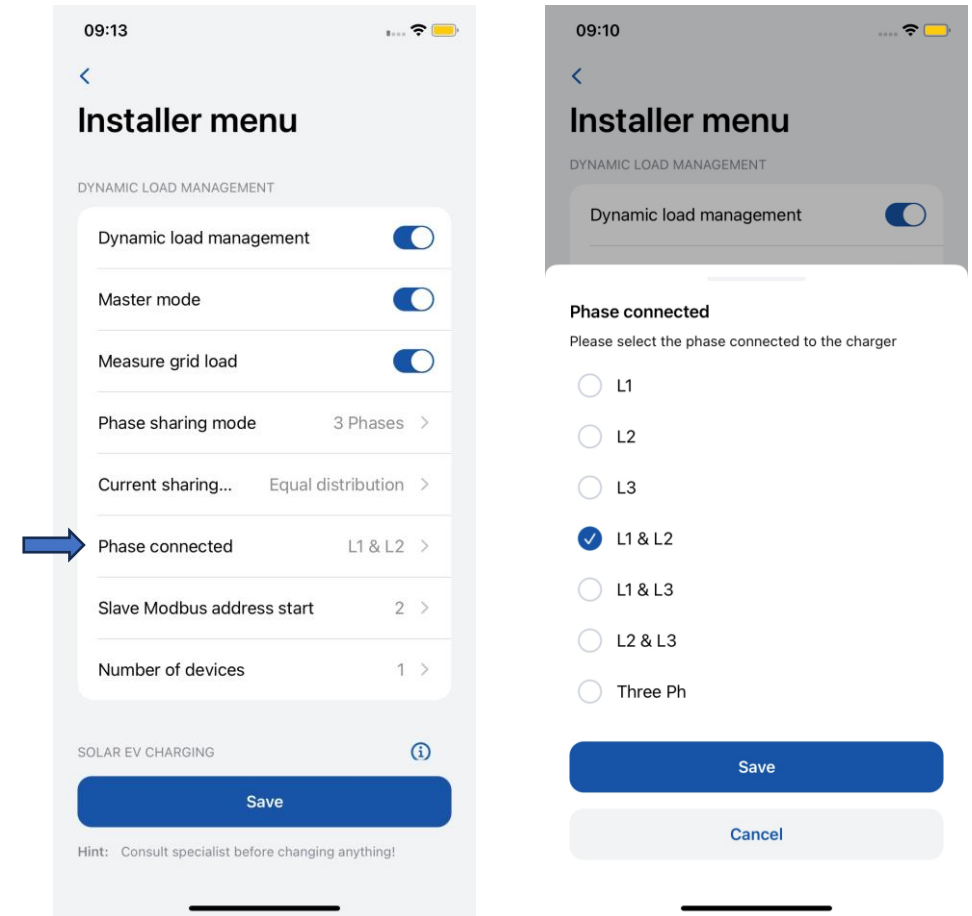 09:13
Installer menu
DYNAMIC LOAD MANAGEMENT
Dynamic load management
Master mode
Measure grid load
Phase sharing mode 3 Phases
Current sharing... Equal distribution
Phase connected L1 & L2
Slave Modbus address start 2
Number of devices 1
SOLAR EV CHARGING
Save
Hint: Consult specialist before changing anything!
09:10
Installer menu
DYNAMIC LOAD MANAGEMENT
Dynamic load management
Phase connected
Please select the phase connected to the charger
L1
L2
L3
L1 & L2
L1 & L3
L2 & L3
Three Ph
Save
Cancel